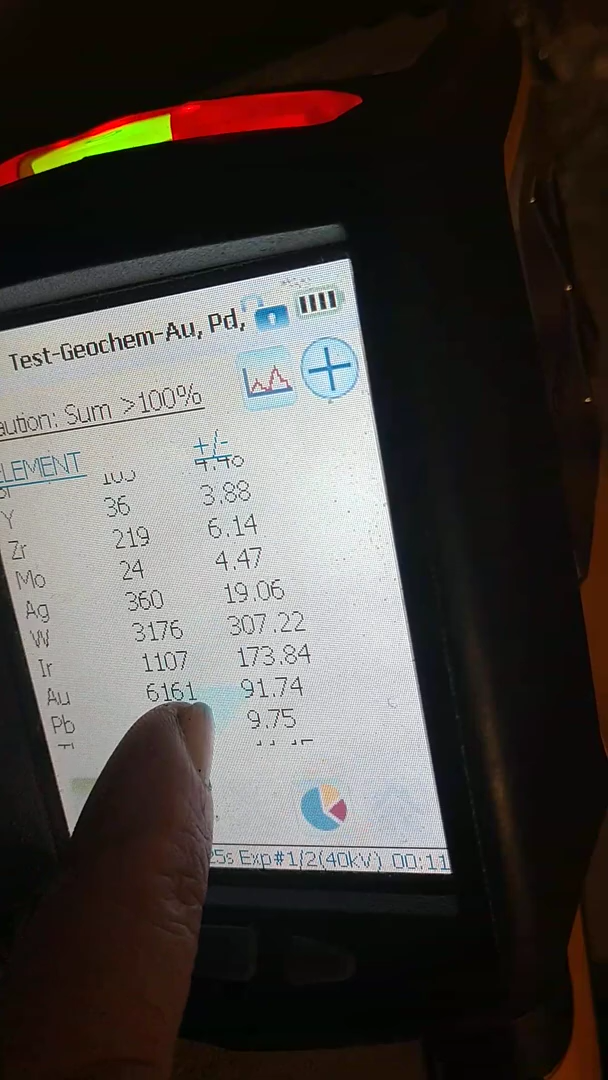 Test-Geochem-Au, Pd,
aution: Sum >100%
LEMENT +/-
Y 36 3.88
Zr 219 6.14
Mo 24 4.47
Ag 360 19.06
W 3176 307.22
Ir 1107 173.84
Au 6161 91.74
Pb 9.75
25s Exp#1/2(40kV) 00:11